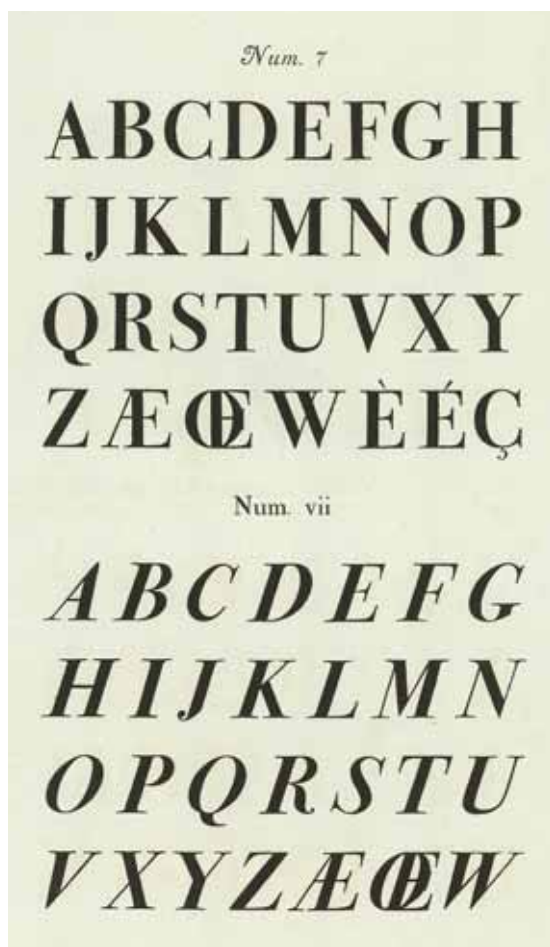 Num. 7
ABCDEFGH
IJKLMNOP
QRSTUVXY
ZÆŒWÈÉÇ
Num. vii
ABCDEFG
HIJKLMN
OPQRSTU
VXYZÆŒW